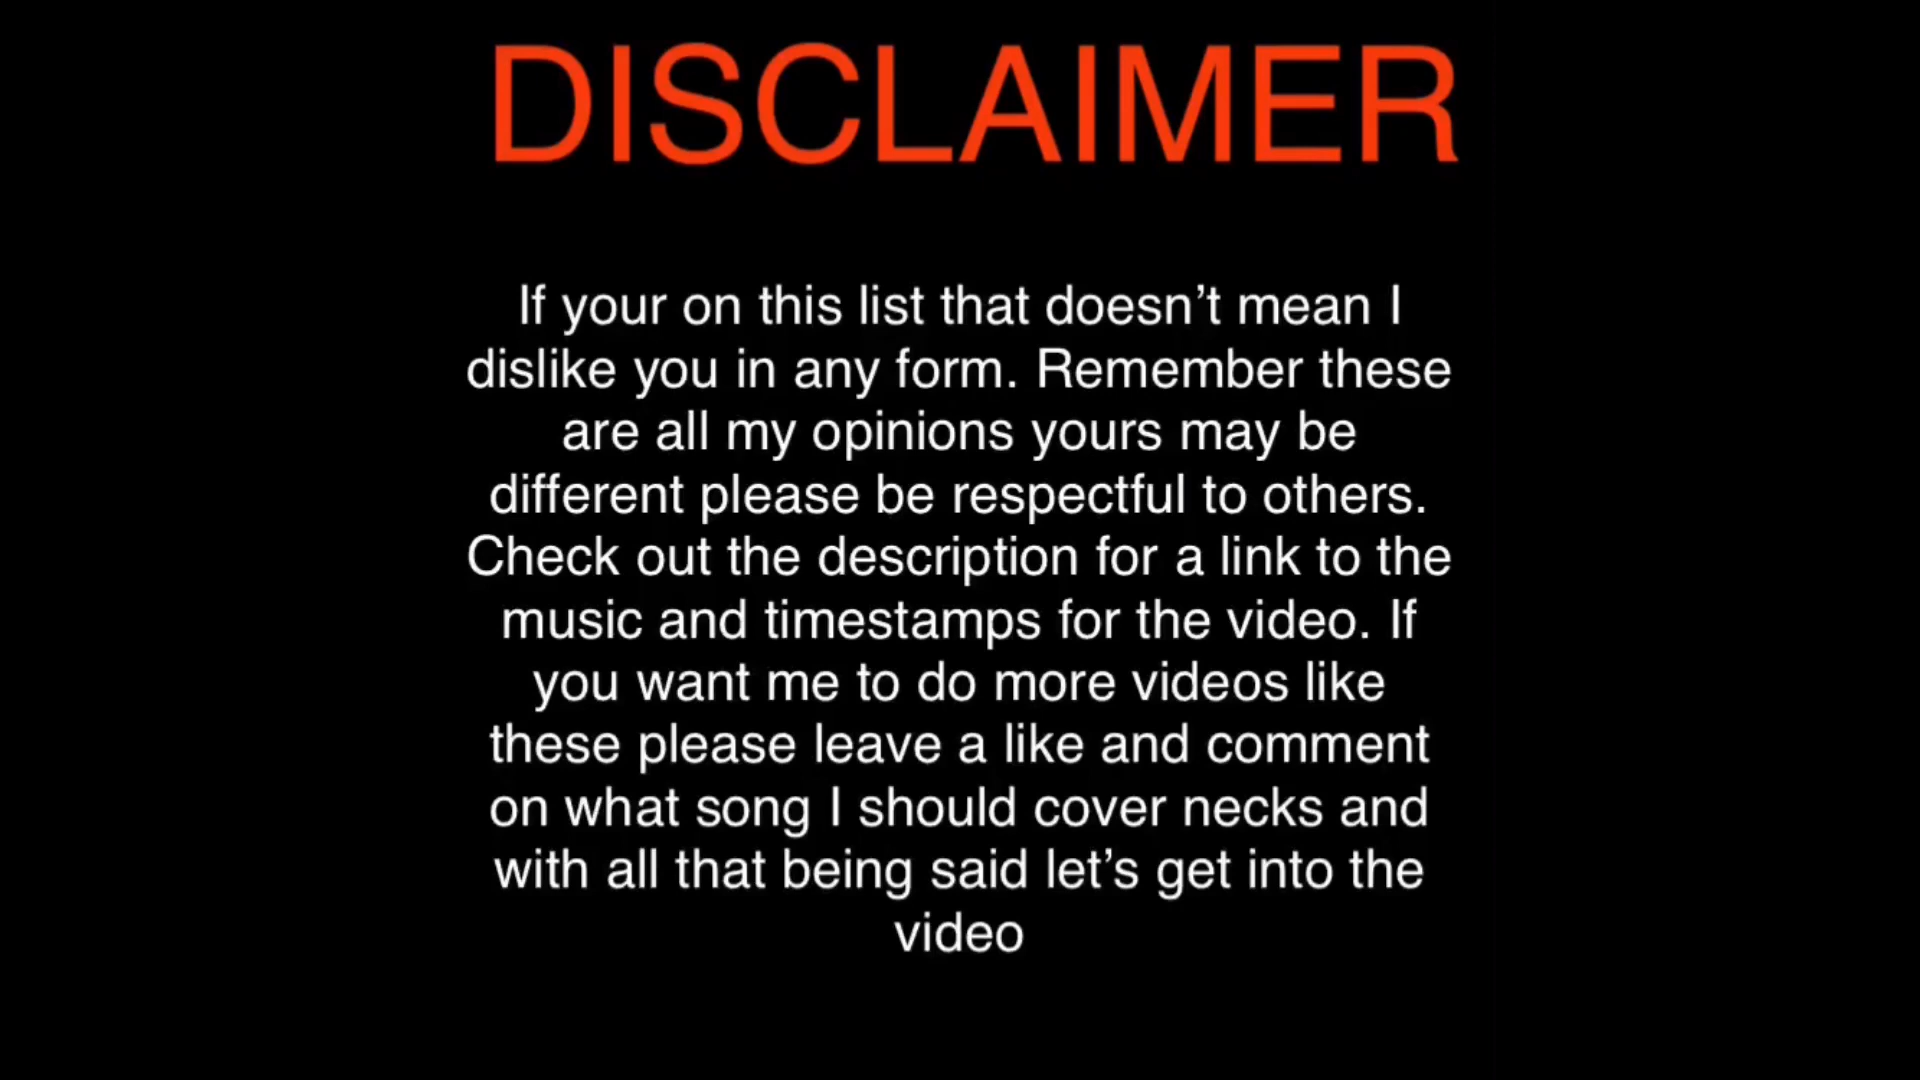 DISCLAIMER
If your on this list that doesn’t mean I
dislike you in any form. Remember these
are all my opinions yours may be
different please be respectful to others.
Check out the description for a link to the
music and timestamps for the video. If
you want me to do more videos like
these please leave a like and comment
on what song I should cover necks and
with all that being said let’s get into the
video